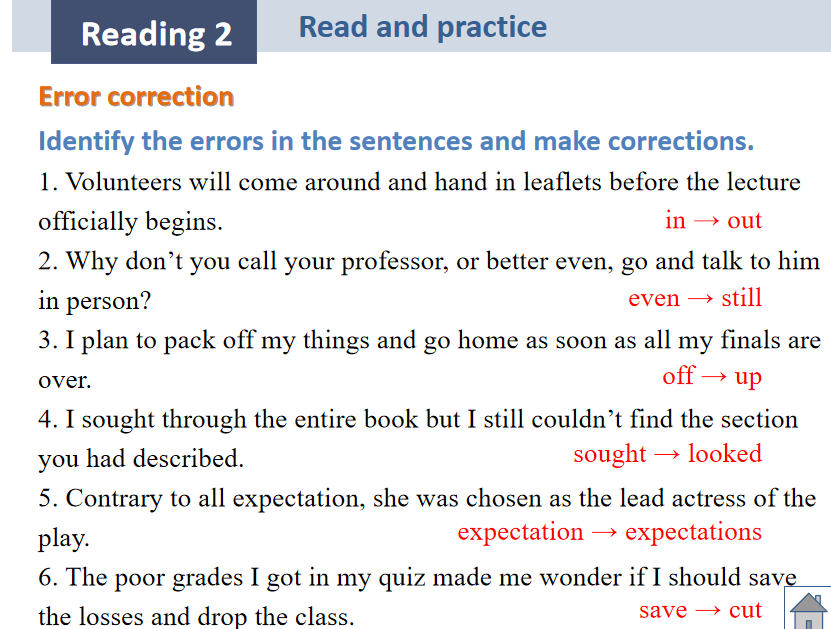 Reading 2
Read and practice
Error correction
Identify the errors in the sentences and make corrections.
1. Volunteers will come around and hand in leaflets before the lecture
officially begins.
in → out
2. Why don’t you call your professor, or better even, go and talk to him
in person?
even → still
3. I plan to pack off my things and go home as soon as all my finals are
over.
off → up
4. I sought through the entire book but I still couldn’t find the section
you had described.
sought → looked
5. Contrary to all expectation, she was chosen as the lead actress of the
play.
expectation → expectations
6. The poor grades I got in my quiz made me wonder if I should save
the losses and drop the class.
save → cut